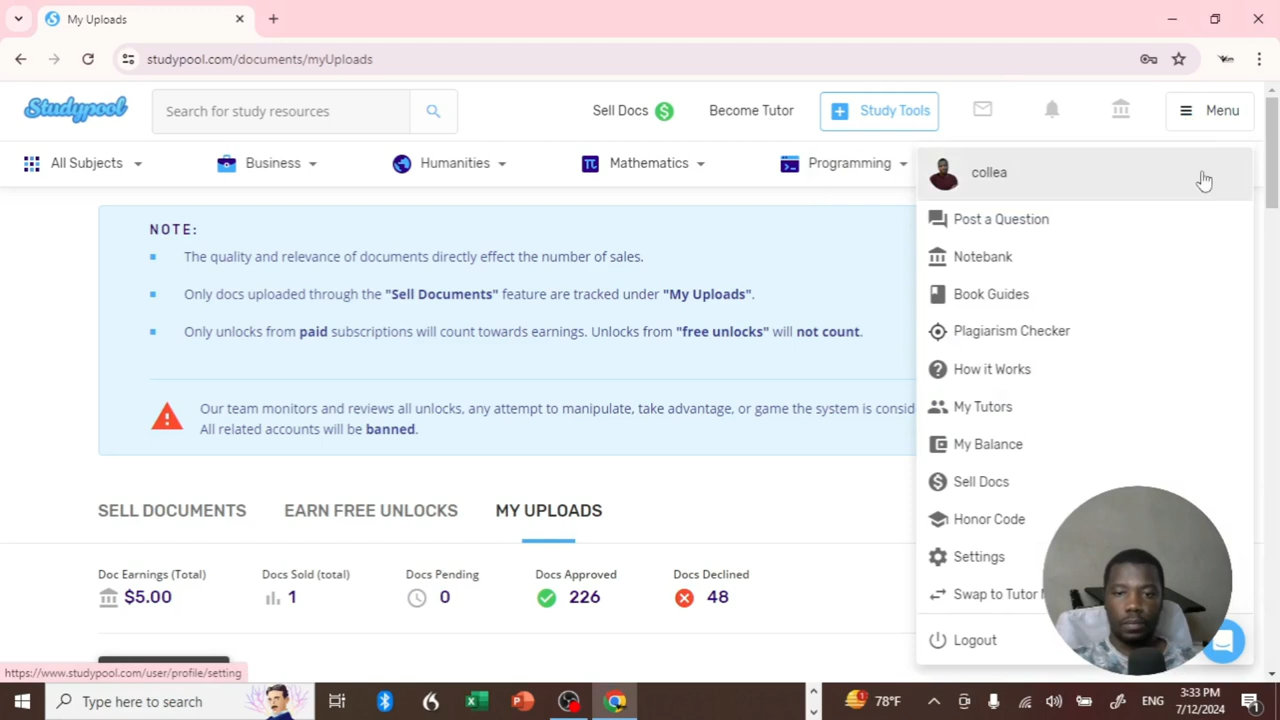 My Uploads
studypool.com/documents/myUploads
Studypool
Search for study resources
Sell Docs
Become Tutor
Study Tools
Menu
All Subjects
Business
Humanities
Mathematics
Programming
collea
Post a Question
Notebank
Book Guides
Plagiarism Checker
How it Works
My Tutors
My Balance
Sell Docs
Honor Code
Settings
Swap to Tutor
Logout
NOTE:
The quality and relevance of documents directly effect the number of sales.
Only docs uploaded through the "Sell Documents" feature are tracked under "My Uploads".
Only unlocks from paid subscriptions will count towards earnings. Unlocks from "free unlocks" will not count.
Our team monitors and reviews all unlocks, any attempt to manipulate, take advantage, or game the system is consid
All related accounts will be banned.
SELL DOCUMENTS
EARN FREE UNLOCKS
MY UPLOADS
Doc Earnings (Total)
$5.00
Docs Sold (total)
1
Docs Pending
0
Docs Approved
226
Docs Declined
48
https://www.studypool.com/user/profile/setting
Type here to search
78°F
ENG
3:33 PM
7/12/2024